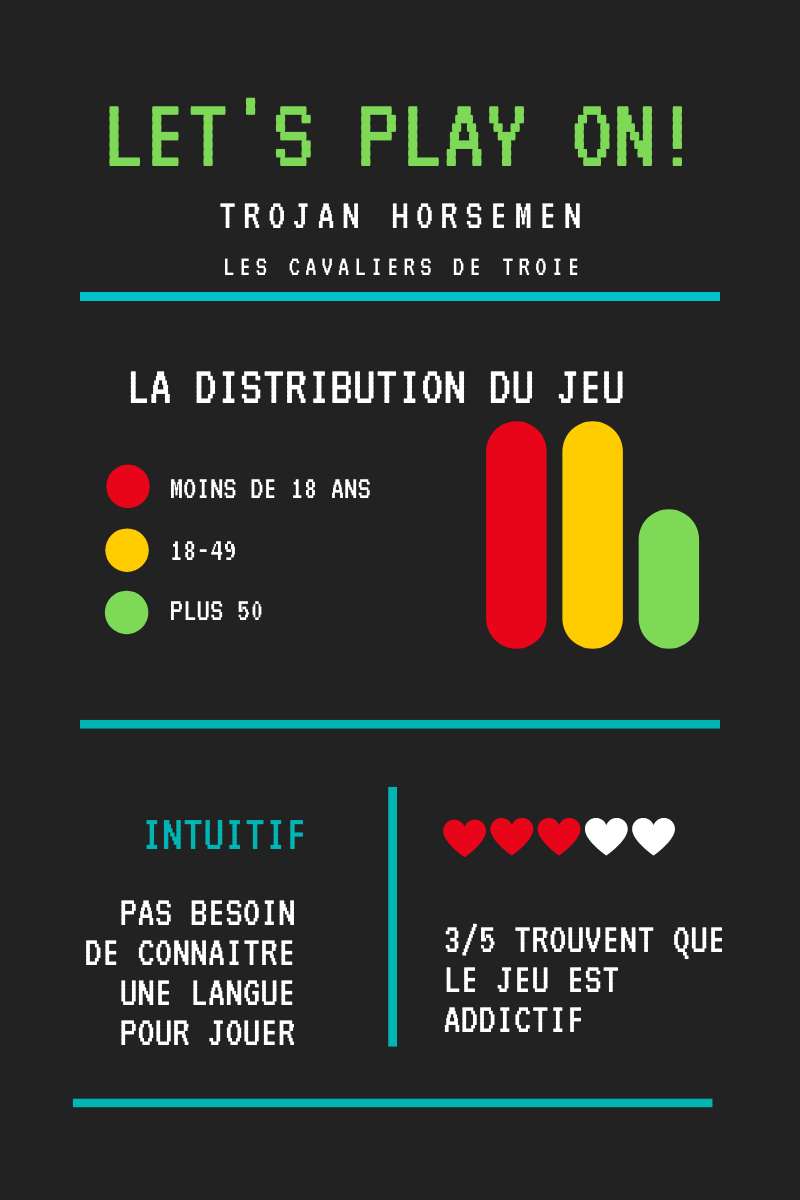 LET'S PLAY ON!
TROJAN HORSEMEN
LES CAVALIERS DE TROIE
LA DISTRIBUTION DU JEU
MOINS DE 18 ANS
18-49
PLUS 50
INTUITIF
PAS BESOIN
DE CONNAITRE
UNE LANGUE
POUR JOUER
3/5 TROUVENT QUE
LE JEU EST
ADDICTIF